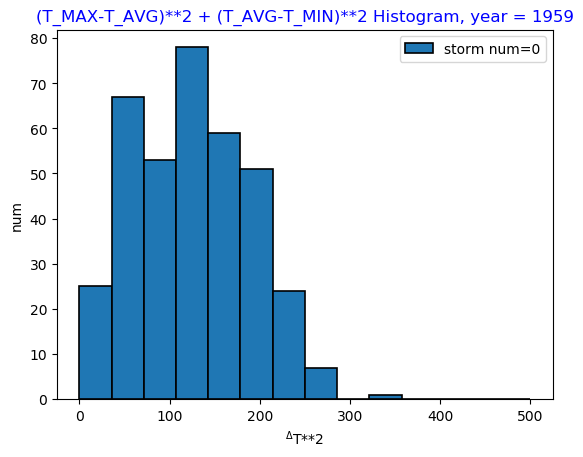 (T_MAX-T_AVG)**2 + (T_AVG-T_MIN)**2 Histogram, year = 1959
storm num=0
80
70
60
50
40
30
20
10
0
num
0 100 200 300 400 500
ΔT**2